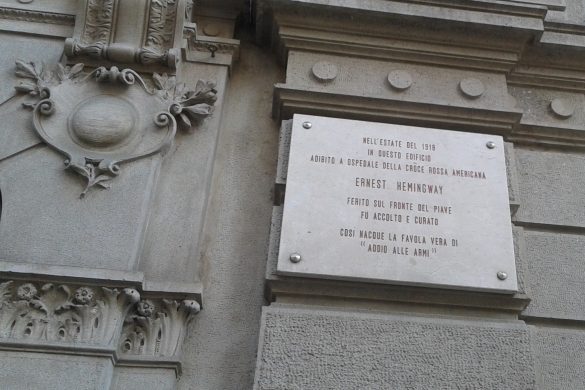 NELL'ESTATE DEL 1918
IN QUESTO EDIFICIO
ADIBITO A OSPEDALE DELLA CROCE ROSSA AMERICANA
ERNEST HEMINGWAY
FERITO SUL FRONTE DEL PIAVE
FU ACCOLTO E CURATO
COSÌ NACQUE LA FAVOLA VERA DI
"ADDIO ALLE ARMI"